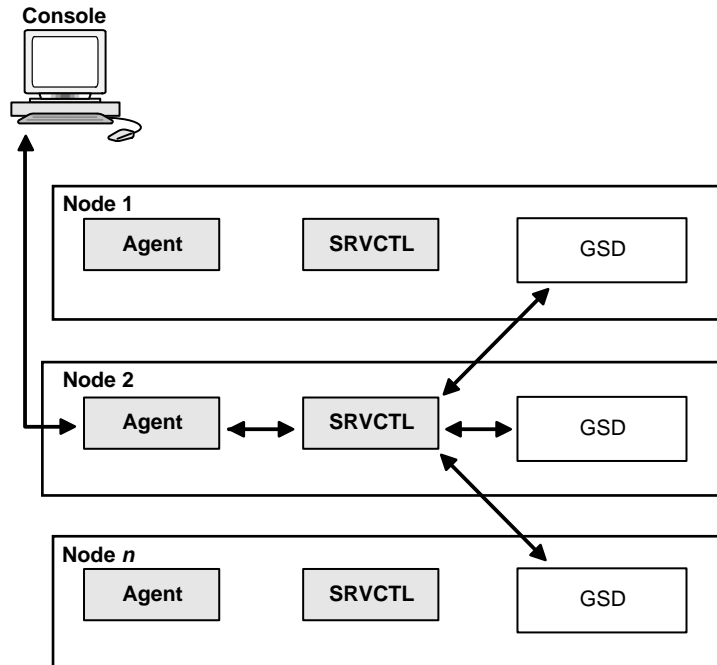 Console
Node 1
Agent
SRVCTL
GSD
Node 2
Agent
SRVCTL
GSD
Node n
Agent
SRVCTL
GSD